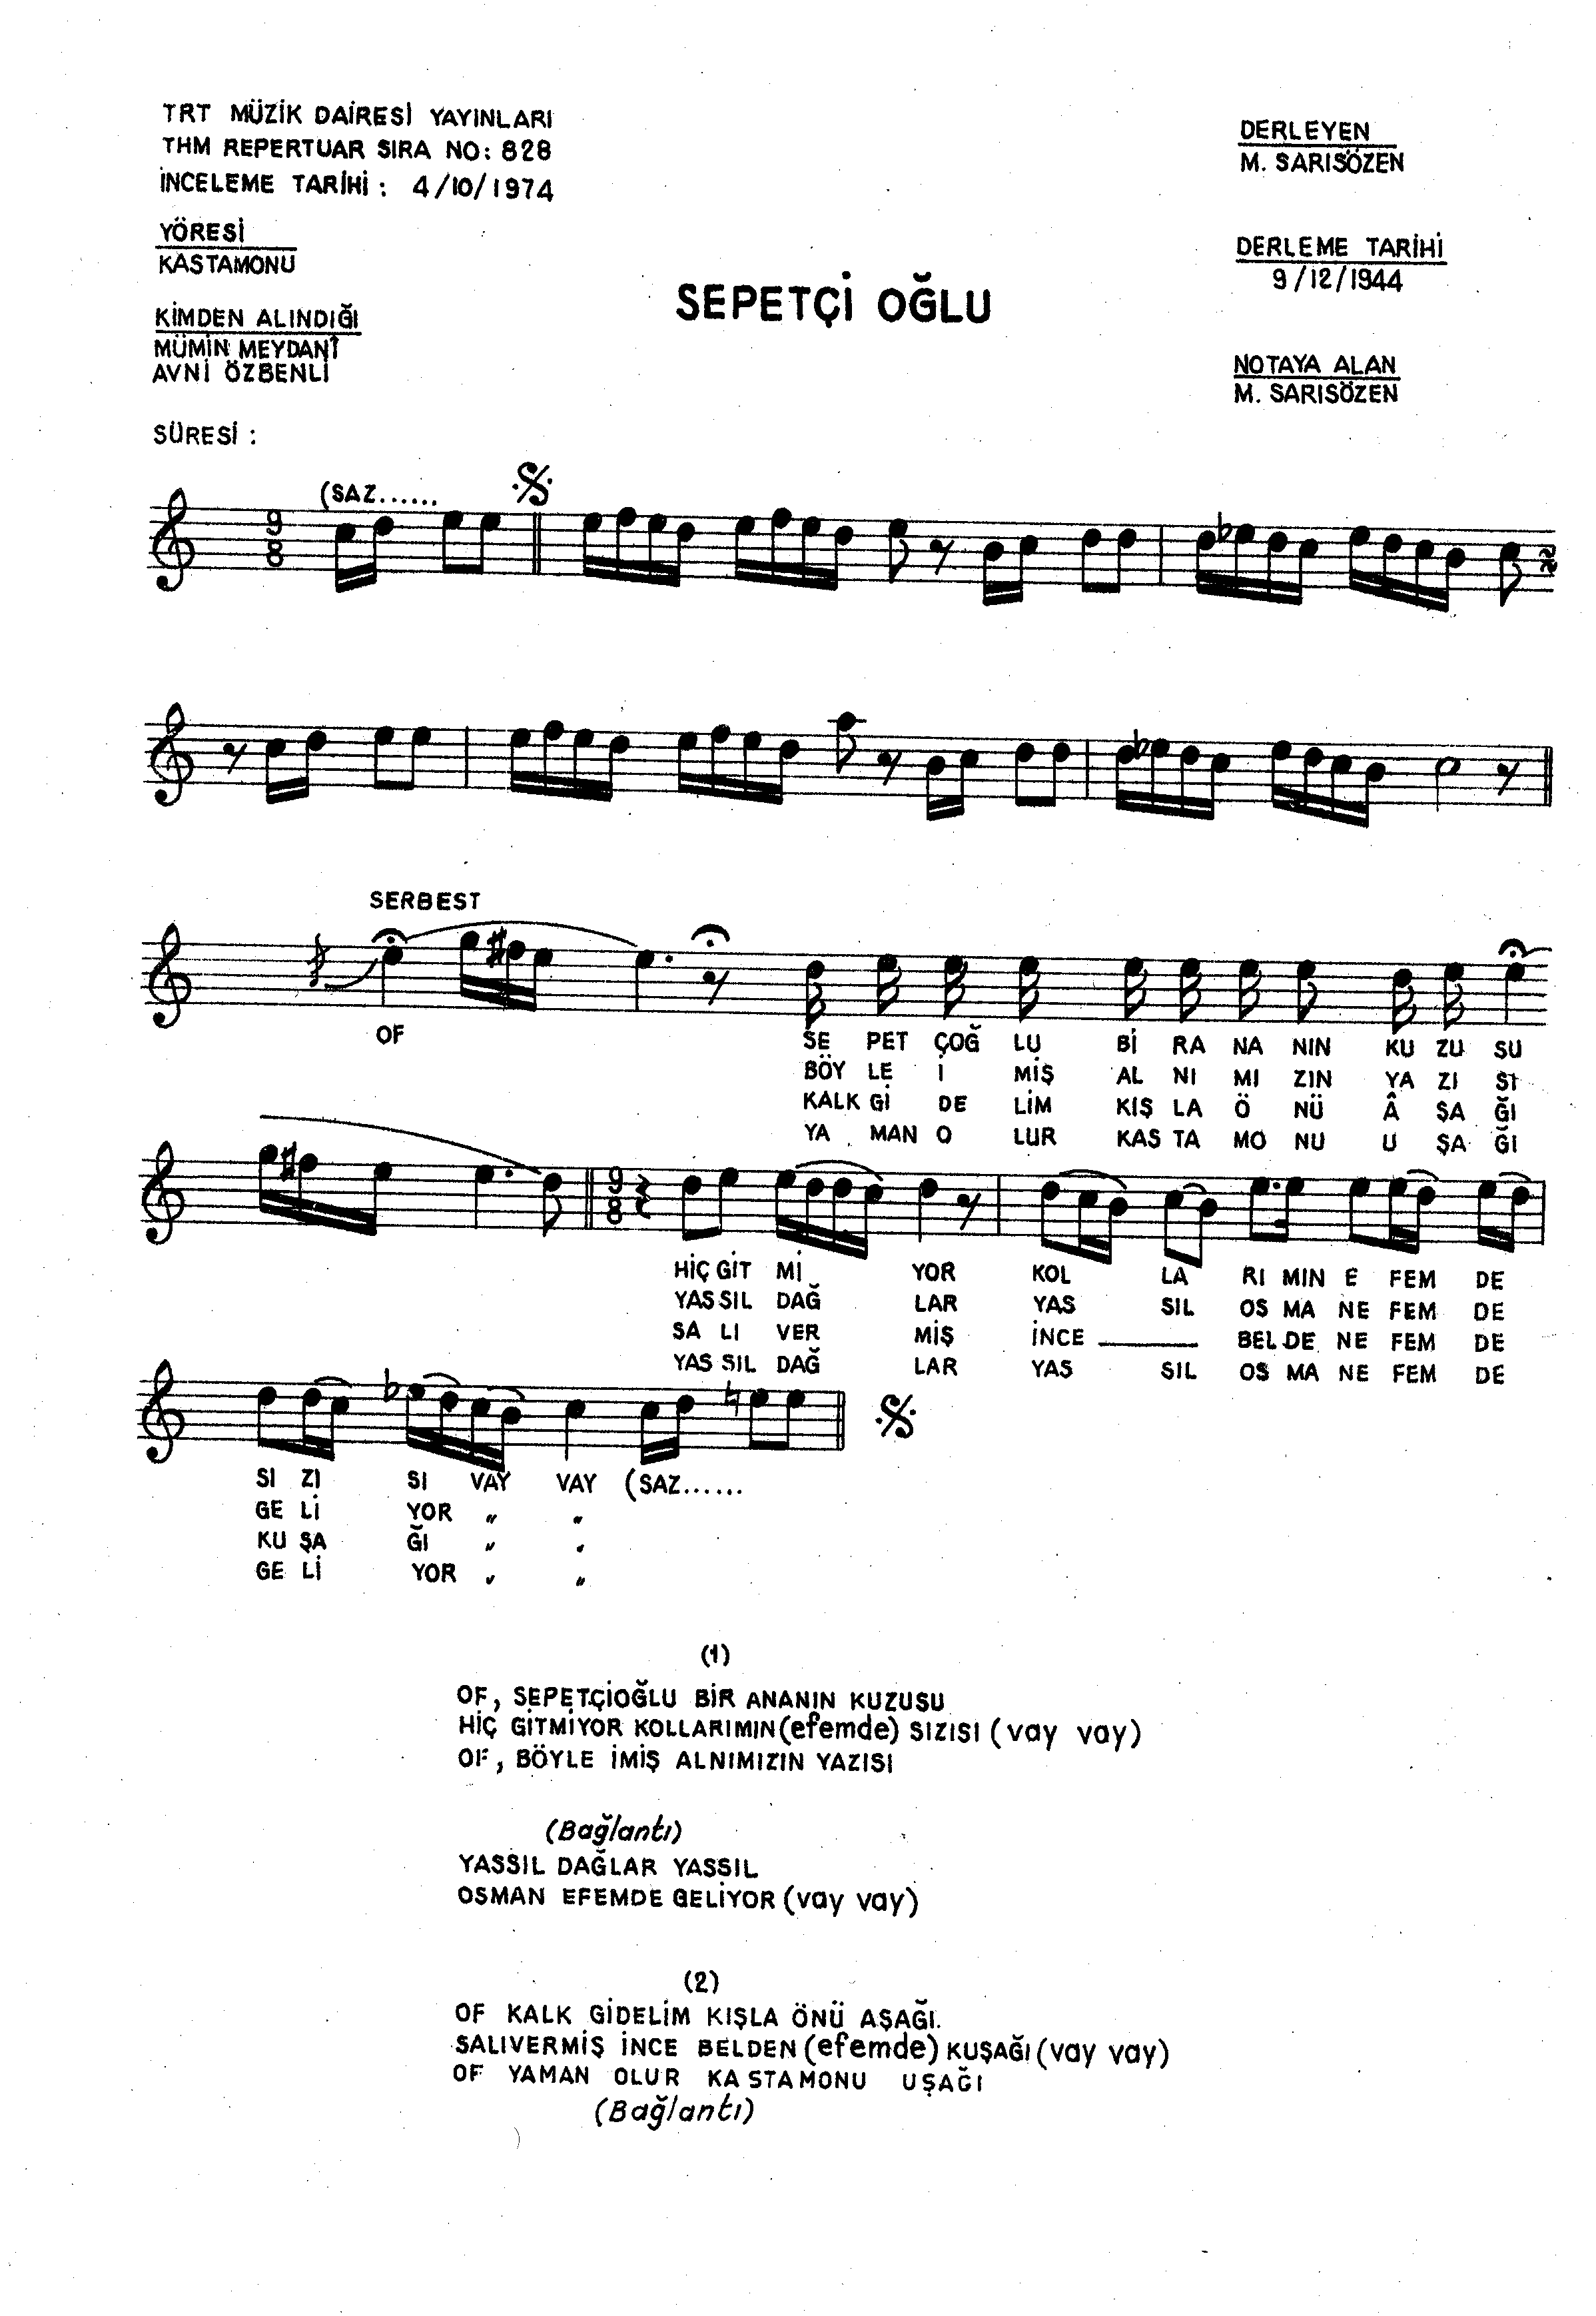 TRT MÜZİK DAİRESİ YAYINLARI
THM REPERTUAR SIRA NO: 828
İNCELEME TARİHİ : 4/10/1974
DERLEYEN
M. SARISÖZEN
YÖRESİ
KASTAMONU
DERLEME TARİHİ
9/12/1944
SEPETÇİ OĞLU
KİMDEN ALINDIĞI
MÜMİN MEYDANÎ
AVNİ ÖZBENLİ
NOTAYA ALAN
M. SARISÖZEN
SÜRESİ :
(SAZ......
9
8
SERBEST
OF SE PET ÇOĞ LU Bİ RA NA NIN KU ZU SU
BÖY LE İ MİŞ AL NI MI ZIN YA ZI SI
KALK Gİ DE LİM KIŞ LA Ö NÜ Â ŞA ĞI
YA MAN O LUR KAS TA MO NU U ŞA ĞI
9
8
HİÇ GİT Mİ YOR KOL LA RI MIN E FEM DE
YAS SIL DAĞ LAR YAS SIL OS MA NE FEM DE
SA LI VER MİŞ İNCE BEL DE NE FEM DE
YAS SIL DAĞ LAR YAS SIL OS MA NE FEM DE
SI ZI SI VAY VAY (SAZ......
GE Lİ YOR " "
KU ŞA ĞI " "
GE Lİ YOR " "
(1)
OF, SEPETÇİOĞLU BİR ANANIN KUZUSU
HİÇ GİTMİYOR KOLLARIMIN (efemde) SIZISI (vay vay)
OF, BÖYLE İMİŞ ALNIMIZIN YAZISI
(Bağlantı)
YASSIL DAĞLAR YASSIL
OSMAN EFEMDE GELİYOR (vay vay)
(2)
OF KALK GİDELİM KIŞLA ÖNÜ AŞAĞI.
SALIVERMİŞ İNCE BELDEN (efemde) KUŞAĞI (vay vay)
OF YAMAN OLUR KASTAMONU UŞAĞI
(Bağlantı)